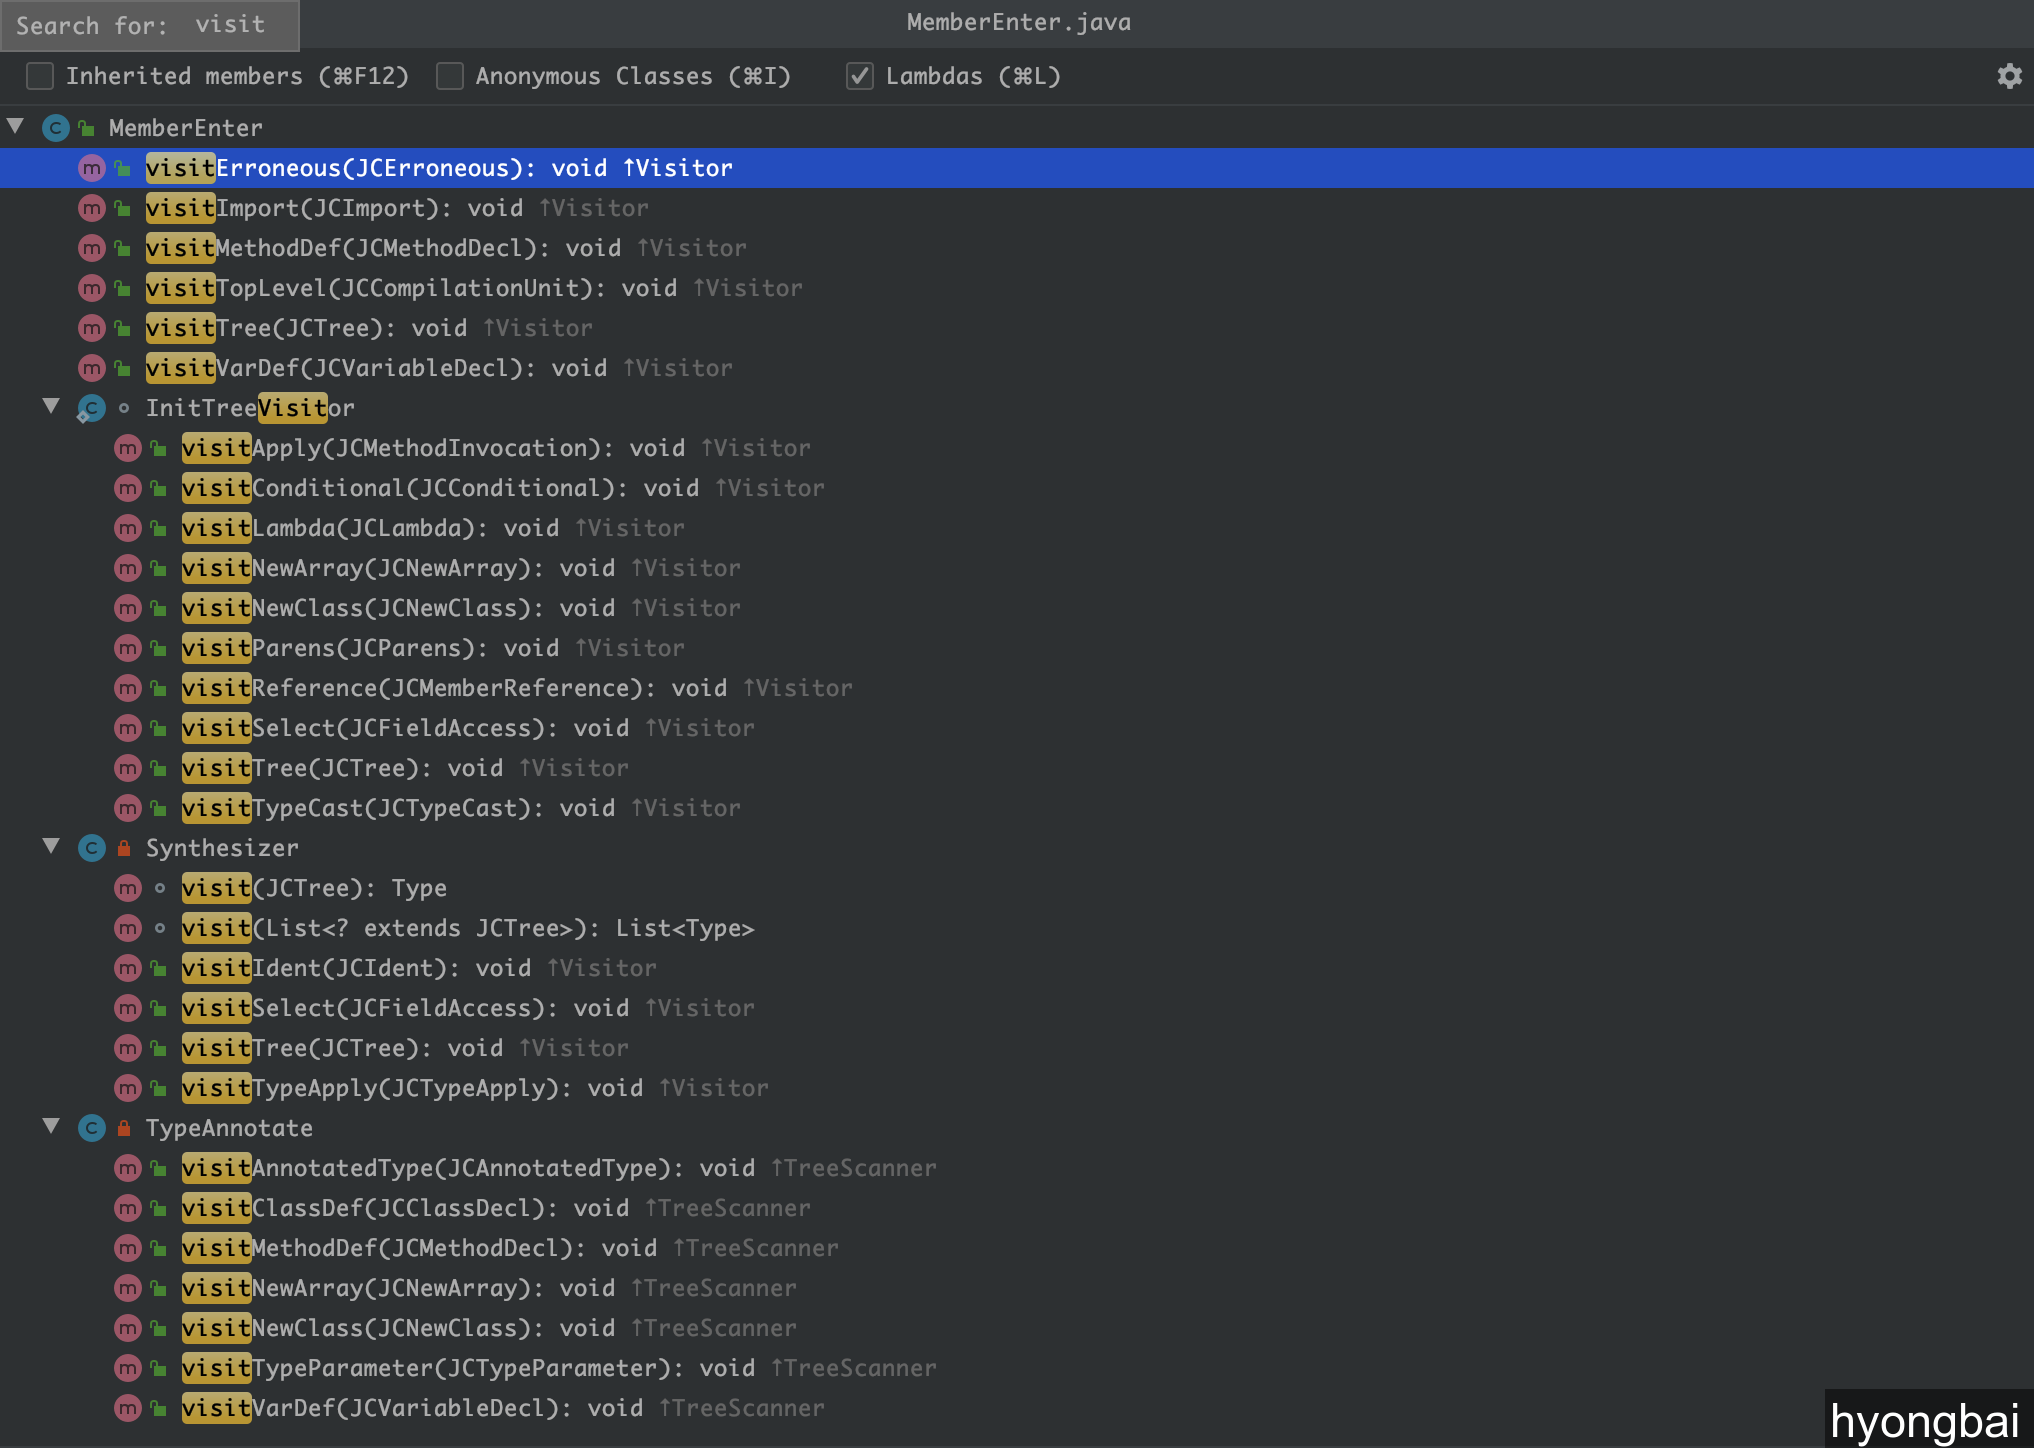 Search for: visit
MemberEnter.java
Inherited members (⌘F12) Anonymous Classes (⌘I) Lambdas (⌘L)
MemberEnter
visitErroneous(JCErroneous): void ↑Visitor
visitImport(JCImport): void ↑Visitor
visitMethodDef(JCMethodDecl): void ↑Visitor
visitTopLevel(JCCompilationUnit): void ↑Visitor
visitTree(JCTree): void ↑Visitor
visitVarDef(JCVariableDecl): void ↑Visitor
InitTreeVisitor
visitApply(JCMethodInvocation): void ↑Visitor
visitConditional(JCConditional): void ↑Visitor
visitLambda(JCLambda): void ↑Visitor
visitNewArray(JCNewArray): void ↑Visitor
visitNewClass(JCNewClass): void ↑Visitor
visitParens(JCParens): void ↑Visitor
visitReference(JCMemberReference): void ↑Visitor
visitSelect(JCFieldAccess): void ↑Visitor
visitTree(JCTree): void ↑Visitor
visitTypeCast(JCTypeCast): void ↑Visitor
Synthesizer
visit(JCTree): Type
visit(List<? extends JCTree>): List<Type>
visitIdent(JCIdent): void ↑Visitor
visitSelect(JCFieldAccess): void ↑Visitor
visitTree(JCTree): void ↑Visitor
visitTypeApply(JCTypeApply): void ↑Visitor
TypeAnnotate
visitAnnotatedType(JCAnnotatedType): void ↑TreeScanner
visitClassDef(JCClassDecl): void ↑TreeScanner
visitMethodDef(JCMethodDecl): void ↑TreeScanner
visitNewArray(JCNewArray): void ↑TreeScanner
visitNewClass(JCNewClass): void ↑TreeScanner
visitTypeParameter(JCTypeParameter): void ↑TreeScanner
visitVarDef(JCVariableDecl): void ↑TreeScanner
hyongbai